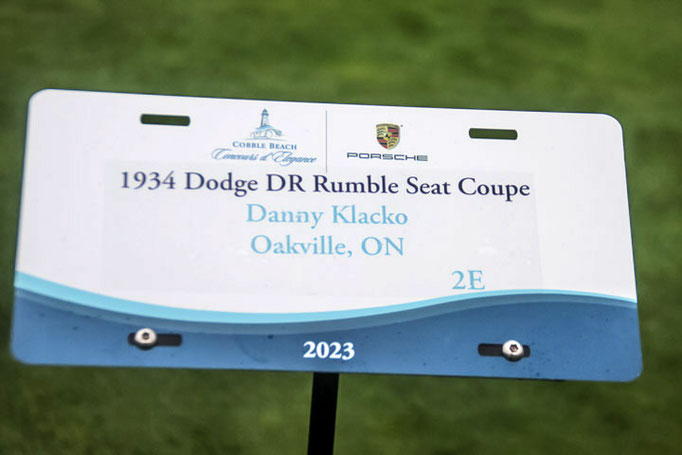 COBBLE BEACH
Concours d'Elegance
PORSCHE
1934 Dodge DR Rumble Seat Coupe
Danny Klacko
Oakville, ON
2E
2023